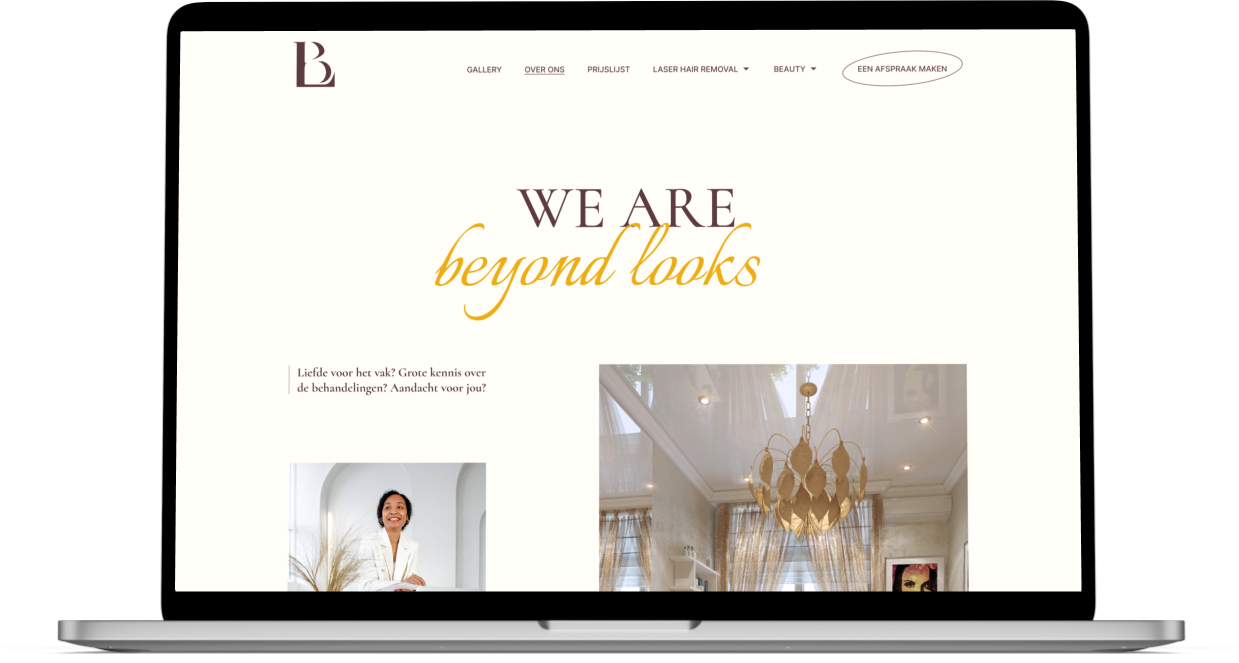 BL
GALLERY
OVER ONS
PRIJSLIJST
LASER HAIR REMOVAL
BEAUTY
EEN AFSPRAAK MAKEN
WE ARE
beyond looks
Liefde voor het vak? Grote kennis over
de behandelingen? Aandacht voor jou?